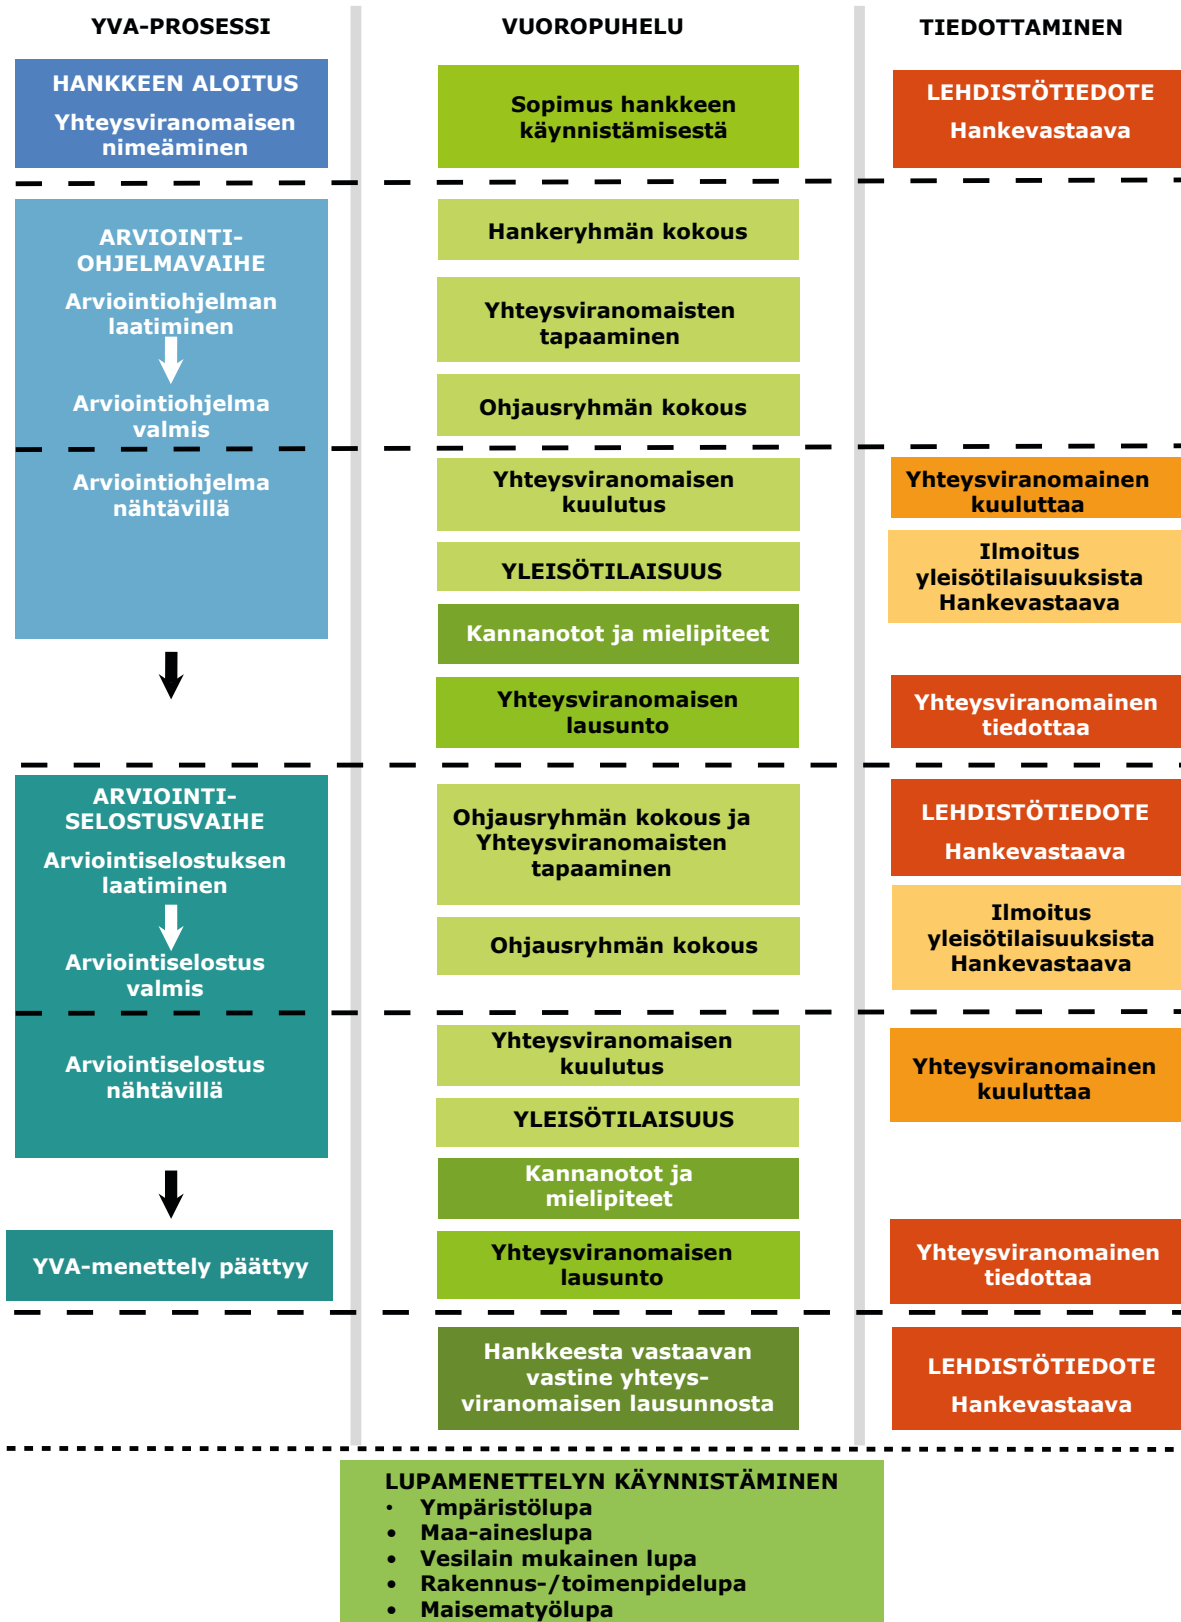 YVA-PROSESSI
VUOROPUHELU
TIEDOTTAMINEN
HANKKEEN ALOITUS
Yhteysviranomaisen
nimeäminen
Sopimus hankkeen
käynnistämisestä
LEHDISTÖTIEDOTE
Hankevastaava
ARVIOINTI-
OHJELMAVAIHE
Arviointiohjelman
laatiminen
Arviointiohjelma
valmis
Hankeryhmän kokous
Yhteysviranomaisten
tapaaminen
Ohjausryhmän kokous
Arviointiohjelma
nähtävillä
Yhteysviranomaisen
kuulutus
YLEISÖTILAISUUS
Kannanotot ja mielipiteet
Yhteysviranomaisen
lausunto
Yhteysviranomainen
kuuluttaa
Ilmoitus
yleisötilaisuuksista
Hankevastaava
Yhteysviranomainen
tiedottaa
ARVIOINTI-
SELOSTUSVAIHE
Arviointiselostuksen
laatiminen
Arviointiselostus
valmis
Ohjausryhmän kokous ja
Yhteysviranomaisten
tapaaminen
Ohjausryhmän kokous
LEHDISTÖTIEDOTE
Hankevastaava
Ilmoitus
yleisötilaisuuksista
Hankevastaava
Arviointiselostus
nähtävillä
Yhteysviranomaisen
kuulutus
YLEISÖTILAISUUS
Kannanotot ja
mielipiteet
Yhteysviranomainen
kuuluttaa
YVA-menettely päättyy
Yhteysviranomaisen
lausunto
Yhteysviranomainen
tiedottaa
Hankkeesta vastaavan
vastine yhteys-
viranomaisen lausunnosta
LEHDISTÖTIEDOTE
Hankevastaava
LUPAMENETTELYN KÄYNNISTÄMINEN
• Ympäristölupa
• Maa-aineslupa
• Vesilain mukainen lupa
• Rakennus-/toimenpidelupa
• Maisematyölupa